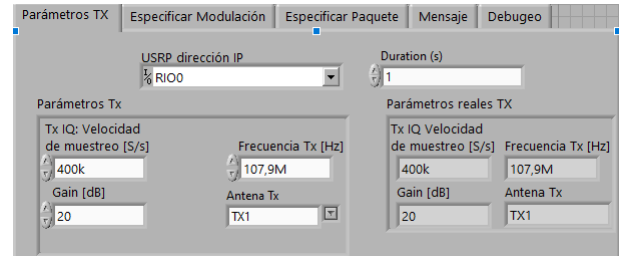 Parámetros TX Especificar Modulación Especificar Paquete Mensaje Debugeo
USRP dirección IP Duration (s)
RIO0 1
Parámetros Tx Parámetros reales TX
Tx IQ: Velocidad Tx IQ Velocidad
de muestreo [S/s] Frecuencia Tx [Hz] de muestreo [S/s] Frecuencia Tx [Hz]
400k 107,9M 400k 107,9M
Gain [dB] Antena Tx Gain [dB] Antena Tx
20 TX1 20 TX1